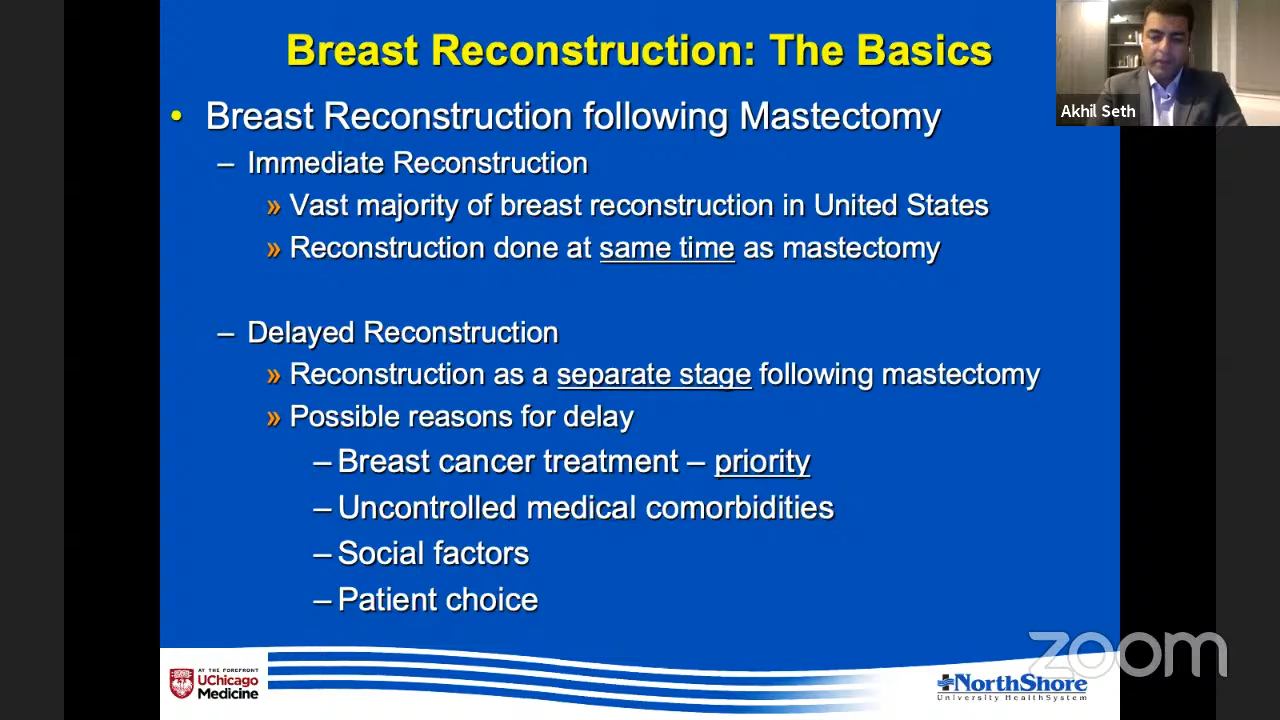 Breast Reconstruction: The Basics
Akhil Seth
• Breast Reconstruction following Mastectomy
– Immediate Reconstruction
» Vast majority of breast reconstruction in United States
» Reconstruction done at same time as mastectomy
– Delayed Reconstruction
» Reconstruction as a separate stage following mastectomy
» Possible reasons for delay
– Breast cancer treatment – priority
– Uncontrolled medical comorbidities
– Social factors
– Patient choice
zoom
AT THE FOREFRONT
UChicago
Medicine
NorthShore
University HealthSystem